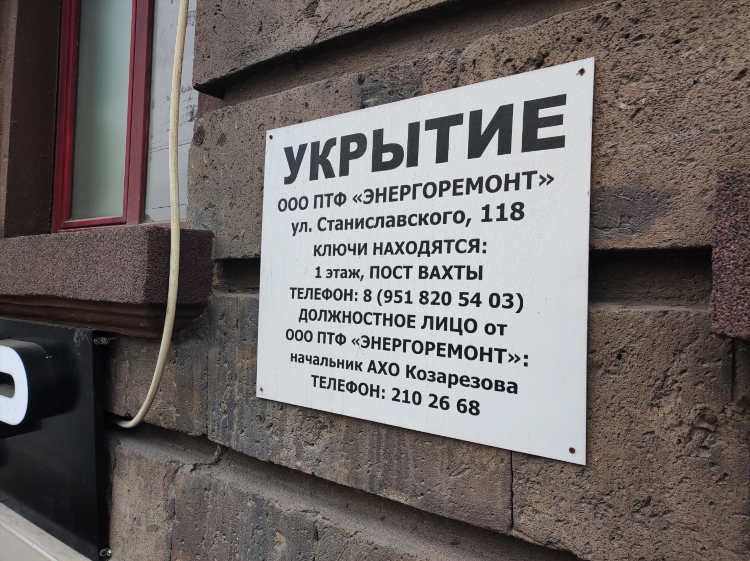 УКРЫТИЕ
ООО ПТФ «ЭНЕРГОРЕМОНТ»
ул. Станиславского, 118
КЛЮЧИ НАХОДЯТСЯ:
1 этаж, ПОСТ ВАХТЫ
ТЕЛЕФОН: 8 (951 820 54 03)
ДОЛЖНОСТНОЕ ЛИЦО от
ООО ПТФ «ЭНЕРГОРЕМОНТ»:
начальник АХО Козарезова
ТЕЛЕФОН: 210 26 68